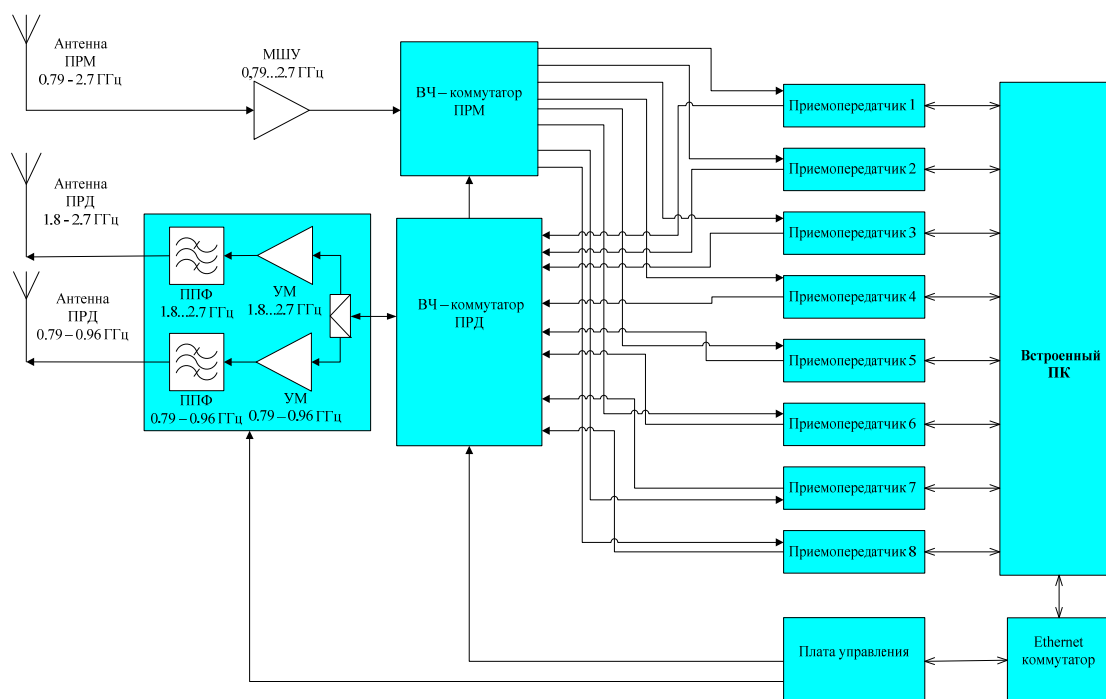 Антенна
ПРМ
0.79 - 2.7 ГГц
МШУ
0,79...2.7 ГГц
ВЧ – коммутатор
ПРМ
Приемопередатчик 1
Приемопередатчик 2
Приемопередатчик 3
Приемопередатчик 4
Приемопередатчик 5
Приемопередатчик 6
Приемопередатчик 7
Приемопередатчик 8
Встроенный
ПК
Антенна
ПРД
1.8 - 2.7 ГГц
Антенна
ПРД
0.79 – 0.96 ГГц
ППФ
1.8...2.7 ГГц
УМ
1.8...2.7 ГГц
ППФ
0.79 – 0.96 ГГц
УМ
0.79 – 0.96 ГГц
ВЧ – коммутатор
ПРД
Плата управления
Ethernet
коммутатор